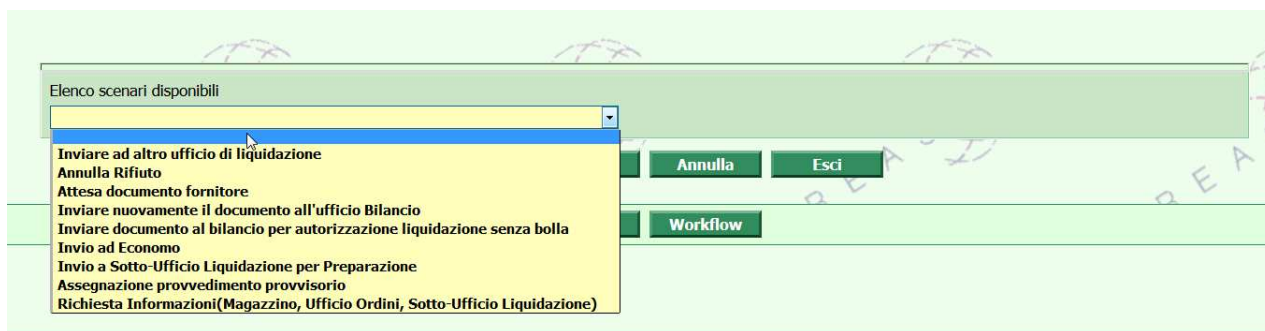 Elenco scenari disponibili
Inviare ad altro ufficio di liquidazione
Annulla Rifiuto
Attesa documento fornitore
Inviare nuovamente il documento all'ufficio Bilancio
Inviare documento al bilancio per autorizzazione liquidazione senza bolla
Invio ad Economo
Invio a Sotto-Ufficio Liquidazione per Preparazione
Assegnazione provvedimento provvisorio
Richiesta Informazioni(Magazzino, Ufficio Ordini, Sotto-Ufficio Liquidazione)
Annulla
Esci
Workflow